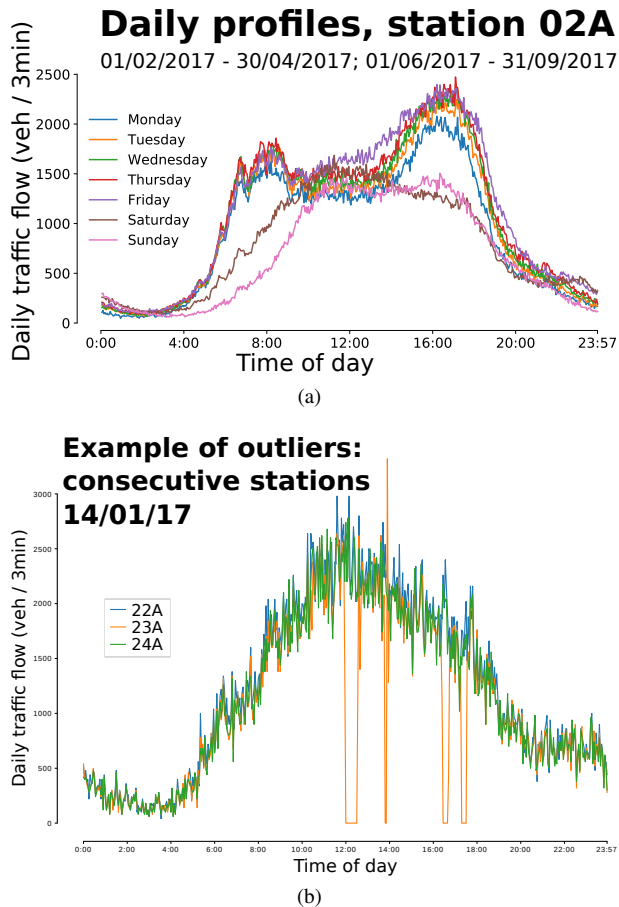 Daily profiles, station 02A
01/02/2017 - 30/04/2017; 01/06/2017 - 31/09/2017
Daily traffic flow (veh / 3min)
2500
2000
1500
1000
500
0
Monday
Tuesday
Wednesday
Thursday
Friday
Saturday
Sunday
0:00 4:00 8:00 12:00 16:00 20:00 23:57
Time of day
(a)
Example of outliers:
consecutive stations
14/01/17
Daily traffic flow (veh / 3min)
3000
2500
2000
1500
1000
500
0
22A
23A
24A
0:00 2:00 4:00 6:00 8:00 10:00 12:00 14:00 16:00 18:00 20:00 22:00 23:57
Time of day
(b)